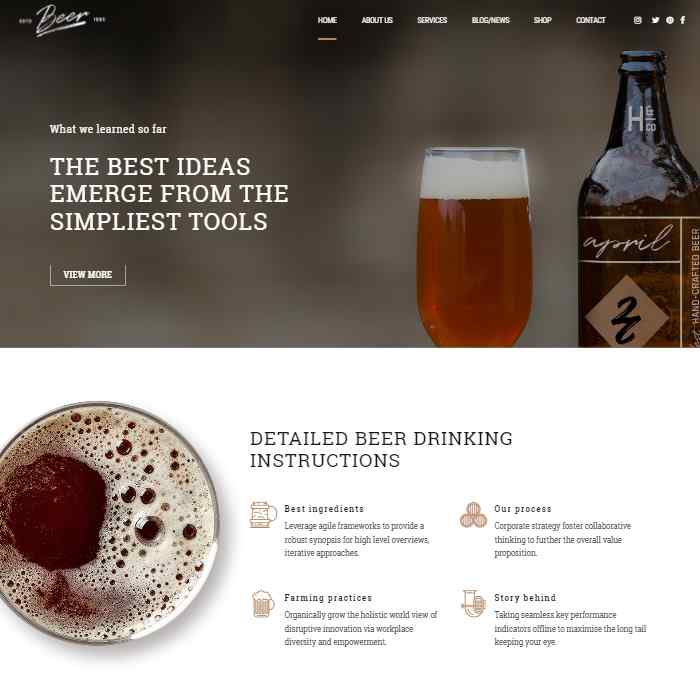 ESTD Beer 1985
HOME ABOUT US SERVICES BLOG/NEWS SHOP CONTACT
H&
CO
What we learned so far
THE BEST IDEAS
EMERGE FROM THE
SIMPLIEST TOOLS
VIEW MORE
april
HAND-CRAFTED BEER
DETAILED BEER DRINKING
INSTRUCTIONS
Best ingredients
Leverage agile frameworks to provide a
robust synopsis for high level overviews,
iterative approaches.
Our process
Corporate strategy foster collaborative
thinking to further the overall value
proposition.
Farming practices
Organically grow the holistic world view of
disruptive innovation via workplace
diversity and empowerment.
Story behind
Taking seamless key performance
indicators offline to maximise the long tail
keeping your eye.